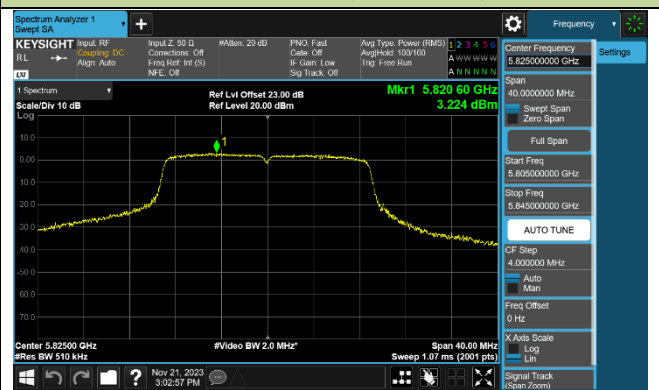 Spectrum Analyzer 1
Swept SA
+
Frequency
KEYSIGHT
Input: RF
Input Z: 50 Ω
#Atten: 20 dB
PNO: Fast
Avg Type: Power (RMS)
1 2 3 4 5 6
RL
Coupling: DC
Corrections: Off
Gate: Off
Avg|Hold: 100/100
A W W W W W
Align: Auto
Freq Ref: Int (S)
IF Gain: Low
Trig: Free Run
NFE: Off
Sig Track: Off
A N N N N N
LXI
Center Frequency
5.825000000 GHz
Settings
Span
40.0000000 MHz
Swept Span
Zero Span
Full Span
Start Freq
5.805000000 GHz
Stop Freq
5.845000000 GHz
AUTO TUNE
CF Step
4.000000 MHz
Auto
Man
Freq Offset
0 Hz
X Axis Scale
Log
Lin
Signal Track
(Span Zoom)
1 Spectrum
Ref Lvl Offset 23.00 dB
Mkr1 5.820 60 GHz
Scale/Div 10 dB
Ref Level 20.00 dBm
3.224 dBm
Log
1
10.0
0.00
-10.0
-20.0
-30.0
-40.0
-50.0
-60.0
-70.0
Center 5.82500 GHz
#Video BW 2.0 MHz*
Span 40.00 MHz
#Res BW 510 kHz
Sweep 1.07 ms (2001 pts)
?
Nov 21, 2023
3:02:57 PM